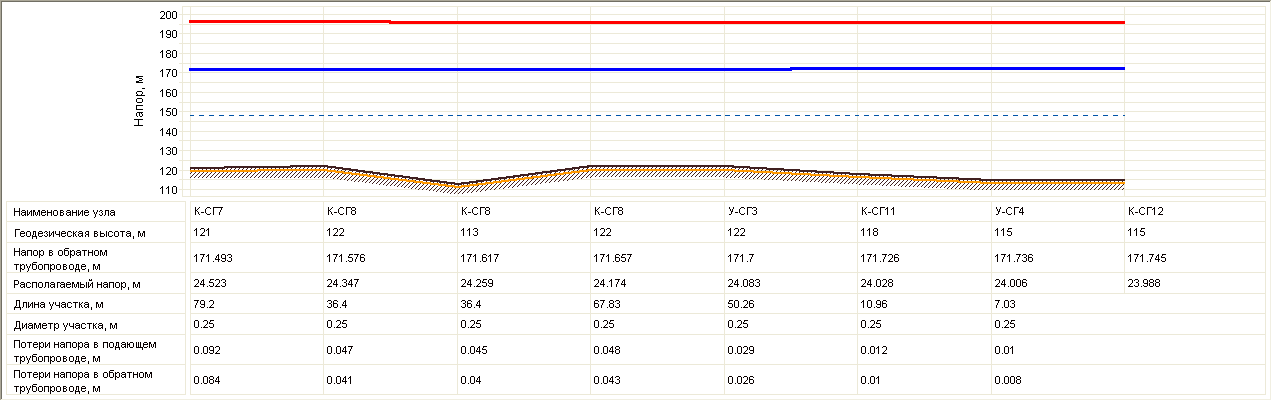 200
190
180
170
160
150
140
130
120
110
Напор, м
Наименование узла К-СГ7 К-СГ8 К-СГ8 К-СГ8 У-СГ3 К-СГ11 У-СГ4 К-СГ12
Геодезическая высота, м 121 122 113 122 122 118 115 115
Напор в обратном
трубопроводе, м 171.493 171.576 171.617 171.657 171.7 171.726 171.736 171.745
Располагаемый напор, м 24.523 24.347 24.259 24.174 24.083 24.028 24.006 23.988
Длина участка, м 79.2 36.4 36.4 67.83 50.26 10.96 7.03
Диаметр участка, м 0.25 0.25 0.25 0.25 0.25 0.25 0.25
Потери напора в подающем
трубопроводе, м 0.092 0.047 0.045 0.048 0.029 0.012 0.01
Потери напора в обратном
трубопроводе, м 0.084 0.041 0.04 0.043 0.026 0.01 0.008